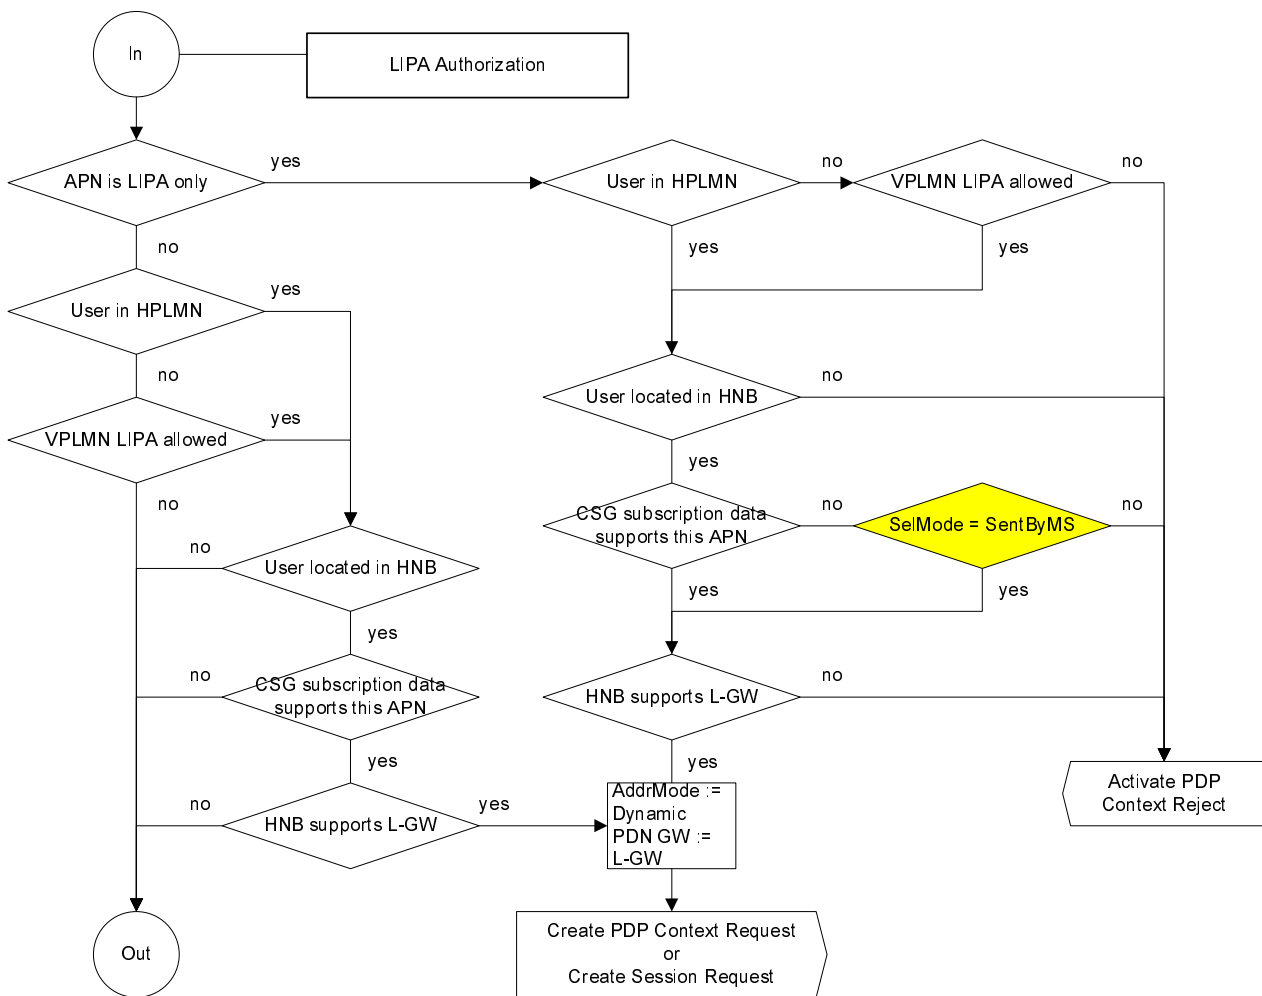 In
LIPA Authorization
APN is LIPA only
yes
User in HPLMN
no
VPLMN LIPA allowed
no
no
yes
yes
User in HPLMN
yes
no
User located in HNB
no
VPLMN LIPA allowed
yes
yes
no
CSG subscription data
supports this APN
no
SelMode = SentByMS
no
no
User located in HNB
yes
yes
yes
no
CSG subscription data
supports this APN
HNB supports L-GW
no
yes
yes
no
HNB supports L-GW
yes
AddrMode :=
Dynamic
PDN GW :=
L-GW
Activate PDP
Context Reject
Out
Create PDP Context Request
or
Create Session Request